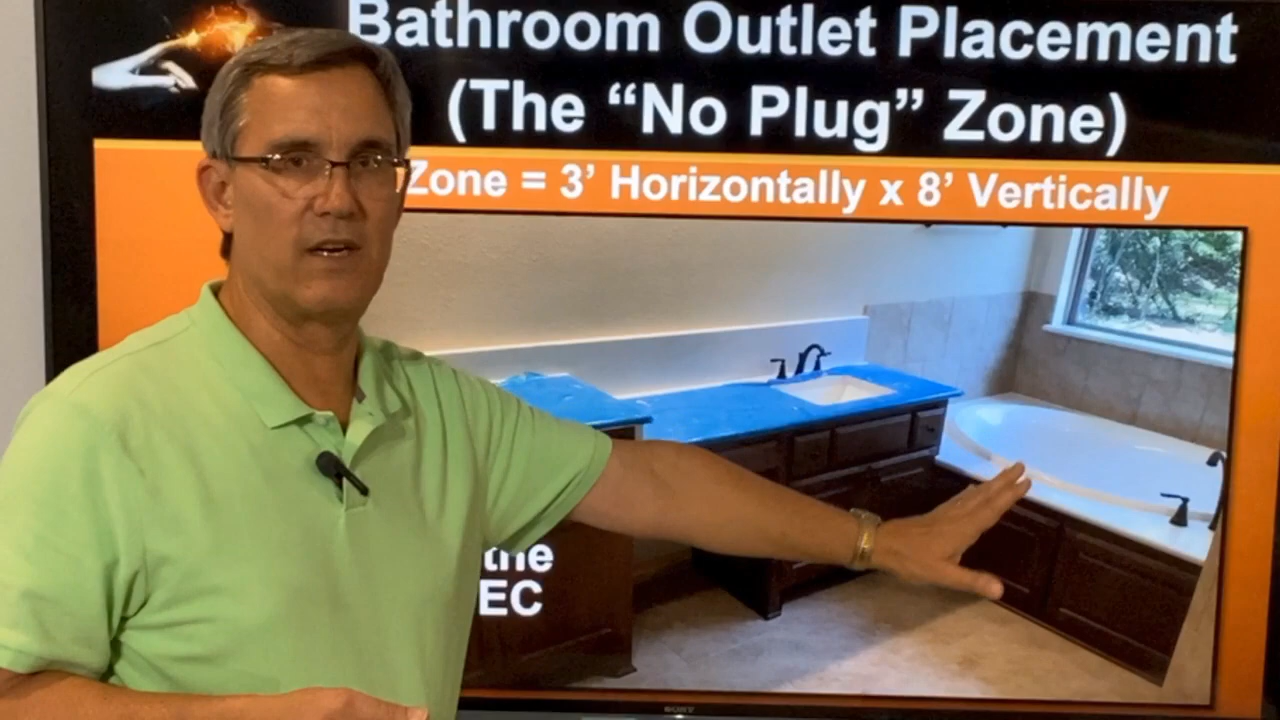 Bathroom Outlet Placement
(The “No Plug” Zone)
Zone = 3’ Horizontally x 8’ Vertically
the
EC
SONY